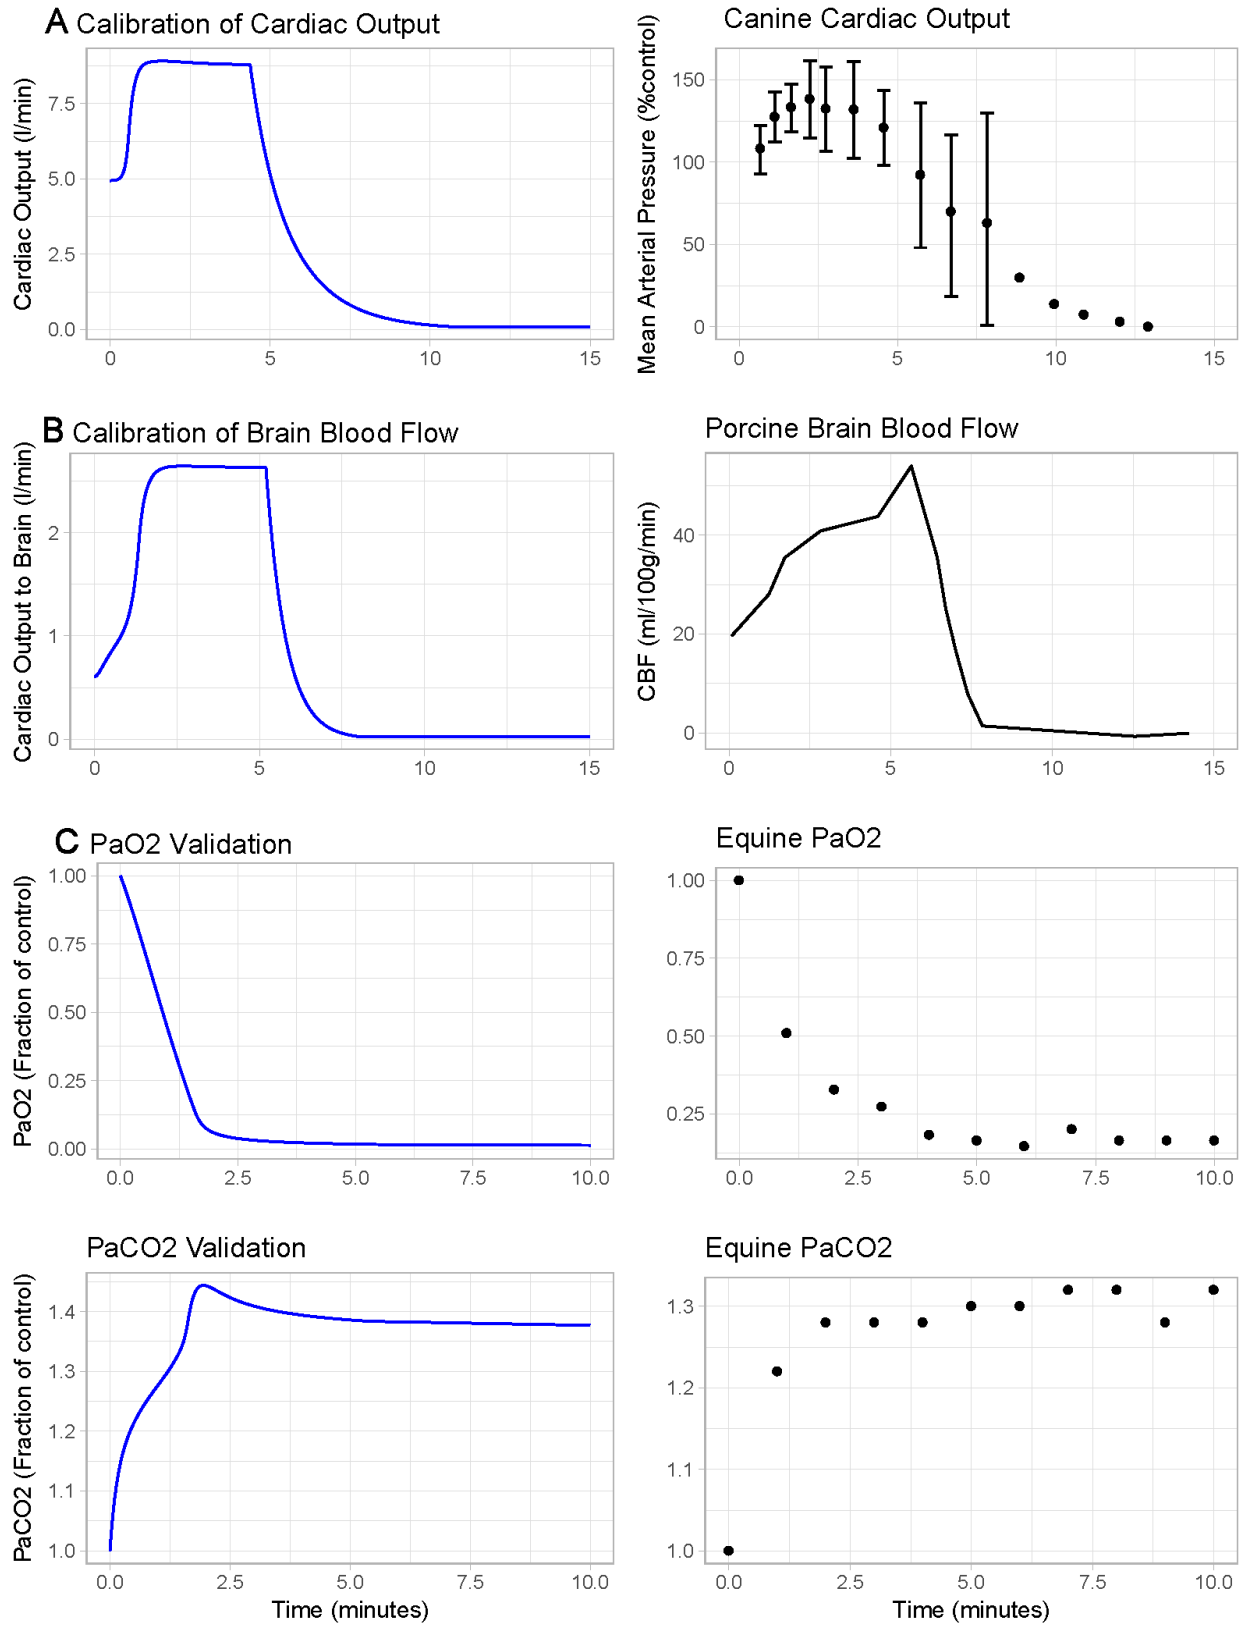 A Calibration of Cardiac Output
Cardiac Output (l/min)
7.5
5.0
2.5
0.0
0 5 10 15
Canine Cardiac Output
Mean Arterial Pressure (%control)
150
100
50
0
0 5 10 15
B Calibration of Brain Blood Flow
Cardiac Output to Brain (l/min)
2
1
0
0 5 10 15
Porcine Brain Blood Flow
CBF (ml/100g/min)
40
20
0
0 5 10 15
C PaO2 Validation
PaO2 (Fraction of control)
1.00
0.75
0.50
0.25
0.00
0.0 2.5 5.0 7.5 10.0
Equine PaO2
1.00
0.75
0.50
0.25
0.0 2.5 5.0 7.5 10.0
PaCO2 Validation
PaCO2 (Fraction of control)
1.4
1.3
1.2
1.1
1.0
0.0 2.5 5.0 7.5 10.0
Time (minutes)
Equine PaCO2
1.3
1.2
1.1
1.0
0.0 2.5 5.0 7.5 10.0
Time (minutes)